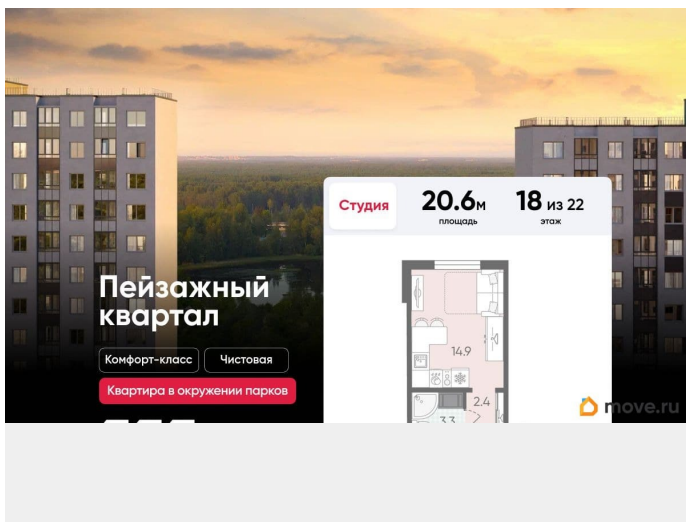 Студия
20.6м
площадь
18 из 22
этаж
Пейзажный
квартал
Комфорт-класс
Чистовая
Квартира в окружении парков
14.9
2.4
3.3
move.ru